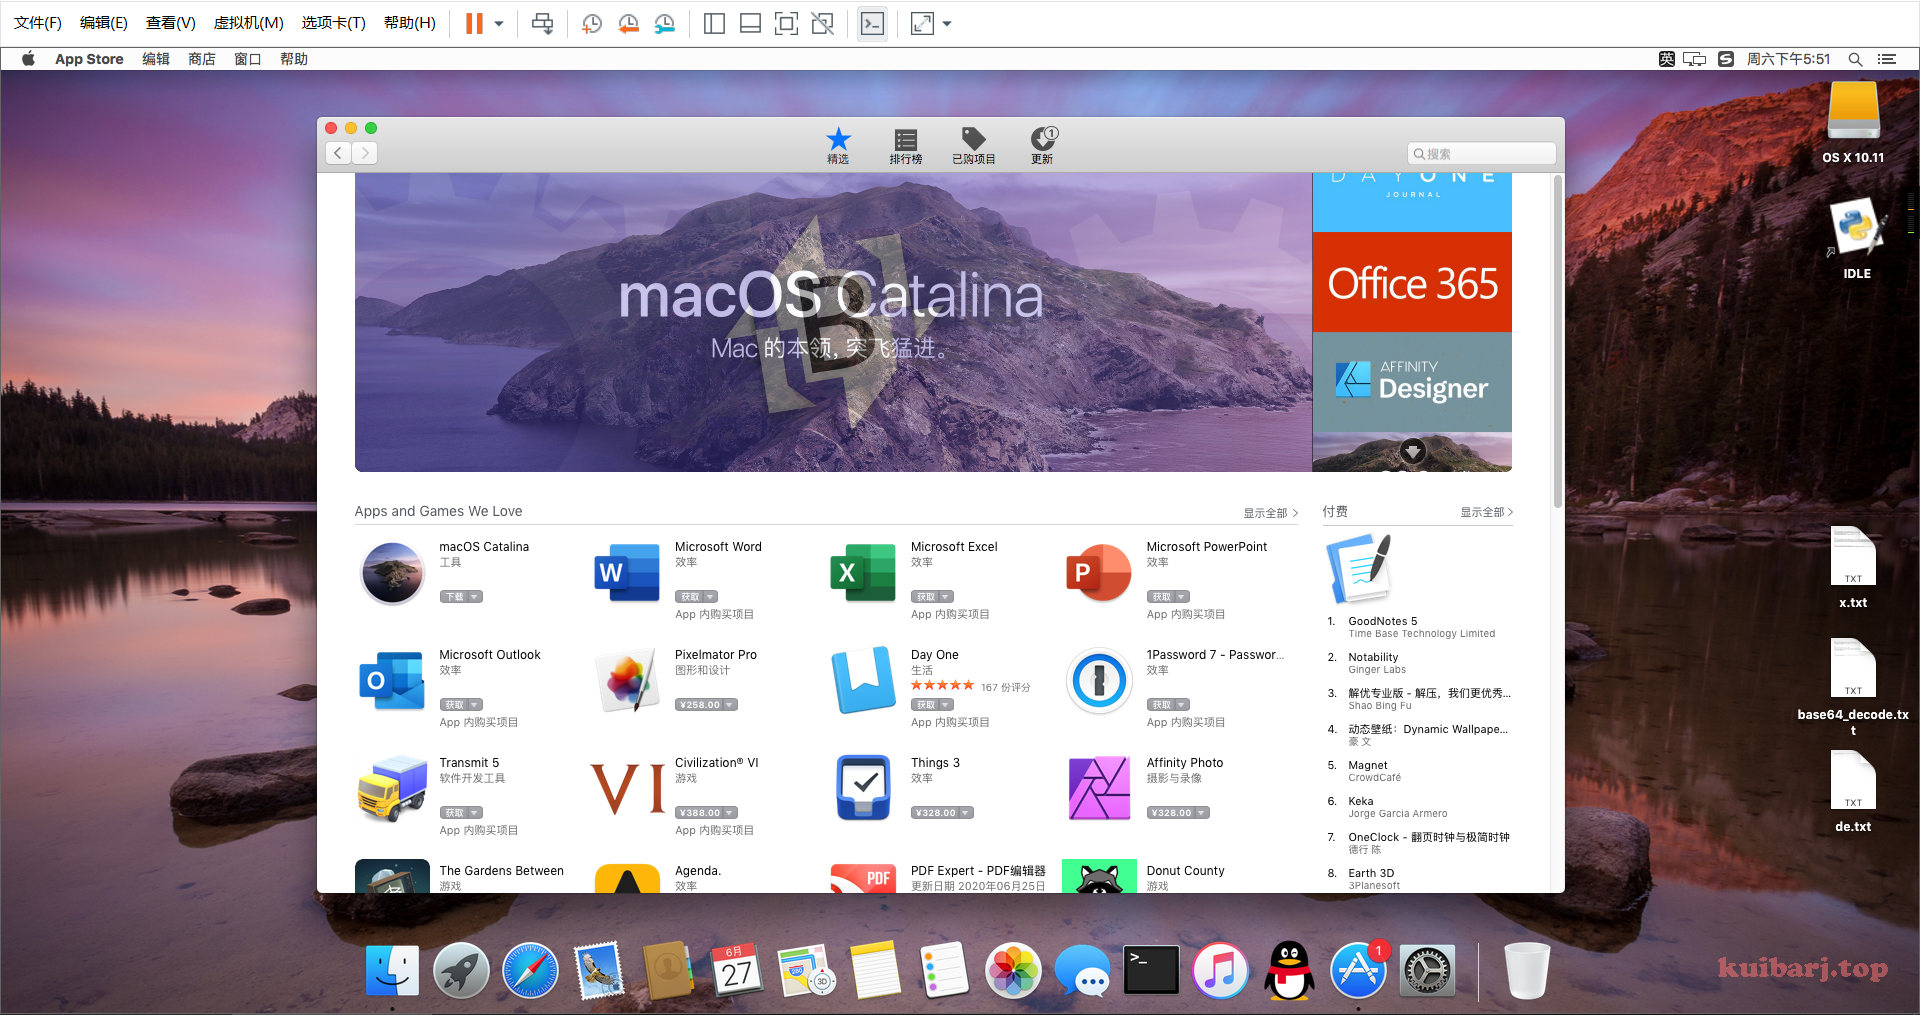 文件(F) 编辑(E) 查看(V) 虚拟机(M) 选项卡(T) 帮助(H)
App Store 编辑 商店 窗口 帮助 英 周六下午5:51
精选 排行榜 已购项目 更新 1
搜索
DAY ONE
JOURNAL
macOS Catalina
Mac 的本领，突飞猛进。
B
Office 365
AFFINITY
Designer
Apps and Games We Love 显示全部
macOS Catalina
工具
下载
Microsoft Word
效率
获取
App 内购买项目
Microsoft Excel
效率
获取
App 内购买项目
Microsoft PowerPoint
效率
获取
App 内购买项目
Microsoft Outlook
效率
获取
App 内购买项目
Pixelmator Pro
图形和设计
¥258.00
Day One
生活
167 份评分
获取
App 内购买项目
1Password 7 - Passwor...
效率
获取
App 内购买项目
Transmit 5
软件开发工具
获取
App 内购买项目
VI
Civilization® VI
游戏
¥388.00
App 内购买项目
Things 3
效率
¥328.00
Affinity Photo
摄影与录像
¥328.00
The Gardens Between
游戏
Agenda.
效率
PDF
PDF Expert - PDF编辑器
更新日期 2020年06月25日
Donut County
游戏
付费 显示全部
1. GoodNotes 5
Time Base Technology Limited
2. Notability
Ginger Labs
3. 解优专业版 - 解压，我们更优秀...
Shao Bing Fu
4. 动态壁纸：Dynamic Wallpape...
豪 文
5. Magnet
CrowdCafé
6. Keka
Jorge Garcia Armero
7. OneClock - 翻页时钟与极简时钟
德行 陈
8. Earth 3D
3Planesoft
OS X 10.11
IDLE
TXT
x.txt
TXT
base64_decode.tx
t
TXT
de.txt
6月
27
280
3D
>_
1
kuibarj.top